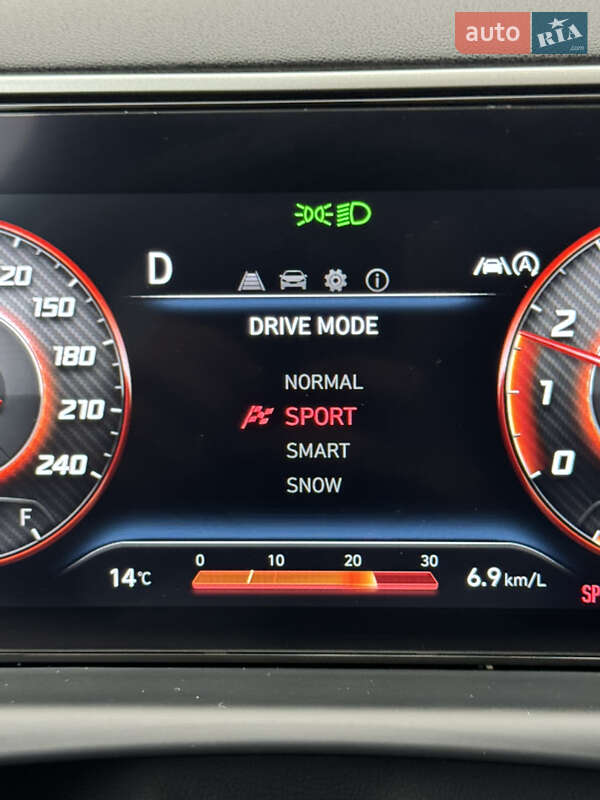 auto RIA
.com
120
150
180
210
240
F
D
A
i
DRIVE MODE
NORMAL
SPORT
SMART
SNOW
2
1
0
14°C
0 10 20 30
6.9 km/L
SP